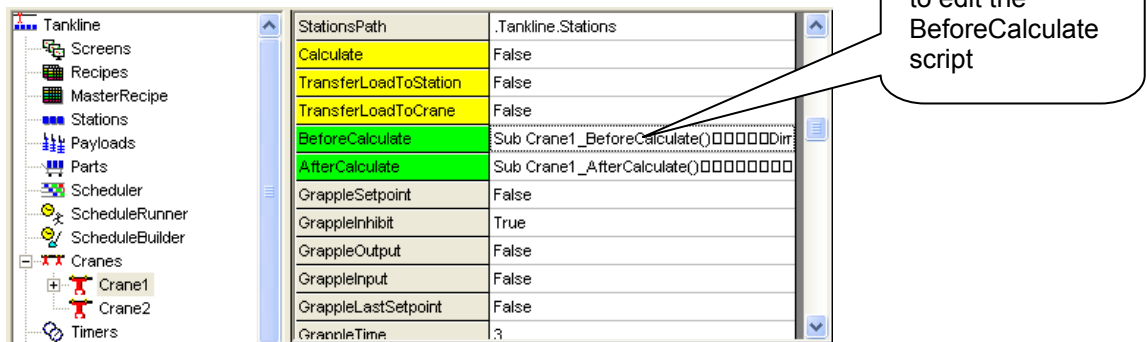 Tankline
Screens
Recipes
MasterRecipe
Stations
Payloads
Parts
Scheduler
ScheduleRunner
ScheduleBuilder
Cranes
Crane1
Crane2
Timers
StationsPath .Tankline.Stations
Calculate False
TransferLoadToStation False
TransferLoadToCrane False
BeforeCalculate Sub Crane1_BeforeCalculate()□□□□□Dim
AfterCalculate Sub Crane1_AfterCalculate()□□□□□□□□
GrappleSetpoint False
GrappleInhibit True
GrappleOutput False
GrappleInput False
GrappleLastSetpoint False
GrappleTime 3
to edit the
BeforeCalculate
script